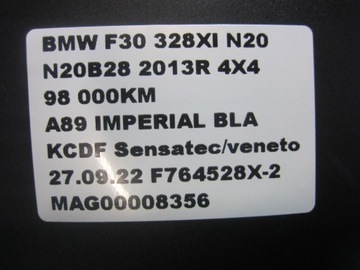 BMW F30 328XI N20
N20B28 2013R 4X4
98 000KM
A89 IMPERIAL BLA
KCDF Sensatec/veneto
27.09.22 F764528X-2
MAG00008356